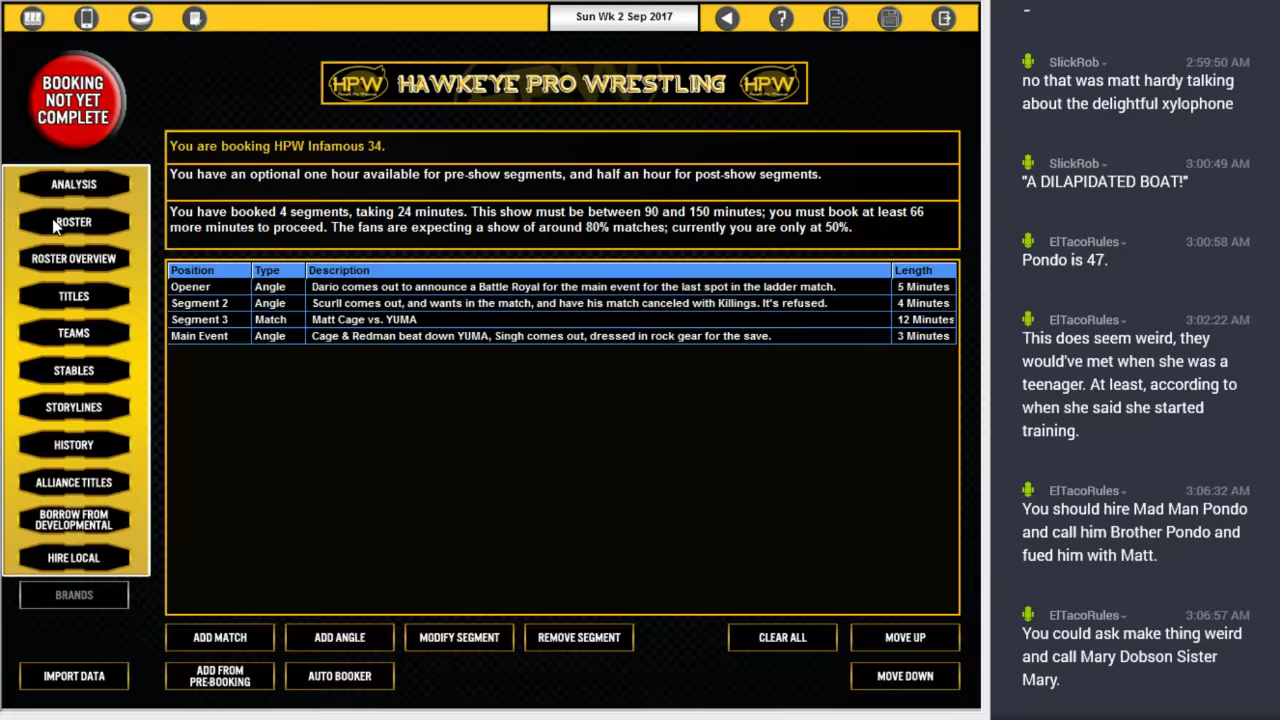 Sun Wk 2 Sep 2017
?
BOOKING
NOT YET
COMPLETE
HPW HAWKEYE PRO WRESTLING HPW
You are booking HPW Infamous 34.
You have an optional one hour available for pre-show segments, and half an hour for post-show segments.
You have booked 4 segments, taking 24 minutes. This show must be between 90 and 150 minutes; you must book at least 66
more minutes to proceed. The fans are expecting a show of around 80% matches; currently you are only at 50%.
Position Type Description Length
Opener Angle Dario comes out to announce a Battle Royal for the main event for the last spot in the ladder match. 5 Minutes
Segment 2 Angle Scurll comes out, and wants in the match, and have his match canceled with Killings. It's refused. 4 Minutes
Segment 3 Match Matt Cage vs. YUMA 12 Minutes
Main Event Angle Cage & Redman beat down YUMA, Singh comes out, dressed in rock gear for the save. 3 Minutes
ANALYSIS
ROSTER
ROSTER OVERVIEW
TITLES
TEAMS
STABLES
STORYLINES
HISTORY
ALLIANCE TITLES
BORROW FROM
DEVELOPMENTAL
HIRE LOCAL
BRANDS
IMPORT DATA
ADD MATCH
ADD ANGLE
MODIFY SEGMENT
REMOVE SEGMENT
CLEAR ALL
MOVE UP
ADD FROM
PRE-BOOKING
AUTO BOOKER
MOVE DOWN
SlickRob 2:59:50 AM
no that was matt hardy talking
about the delightful xylophone
SlickRob 3:00:49 AM
"A DILAPIDATED BOAT!"
ElTacoRules 3:00:58 AM
Pondo is 47.
ElTacoRules 3:02:22 AM
This does seem weird, they
would've met when she was a
teenager. At least, according to
when she said she started
training.
ElTacoRules 3:06:32 AM
You should hire Mad Man Pondo
and call him Brother Pondo and
fued him with Matt.
ElTacoRules 3:06:57 AM
You could ask make thing weird
and call Mary Dobson Sister
Mary.